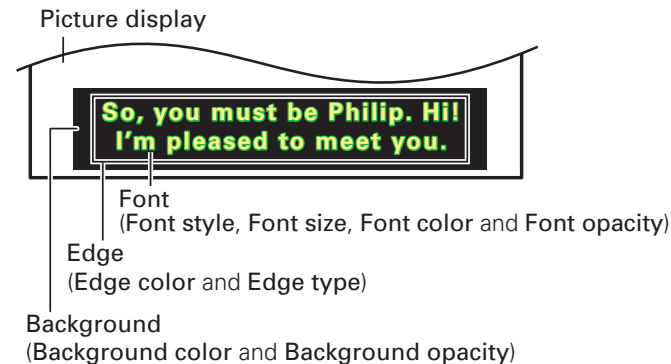 Picture display
So, you must be Philip. Hi!
I'm pleased to meet you.
Font
(Font style, Font size, Font color and Font opacity)
Edge
(Edge color and Edge type)
Background
(Background color and Background opacity)